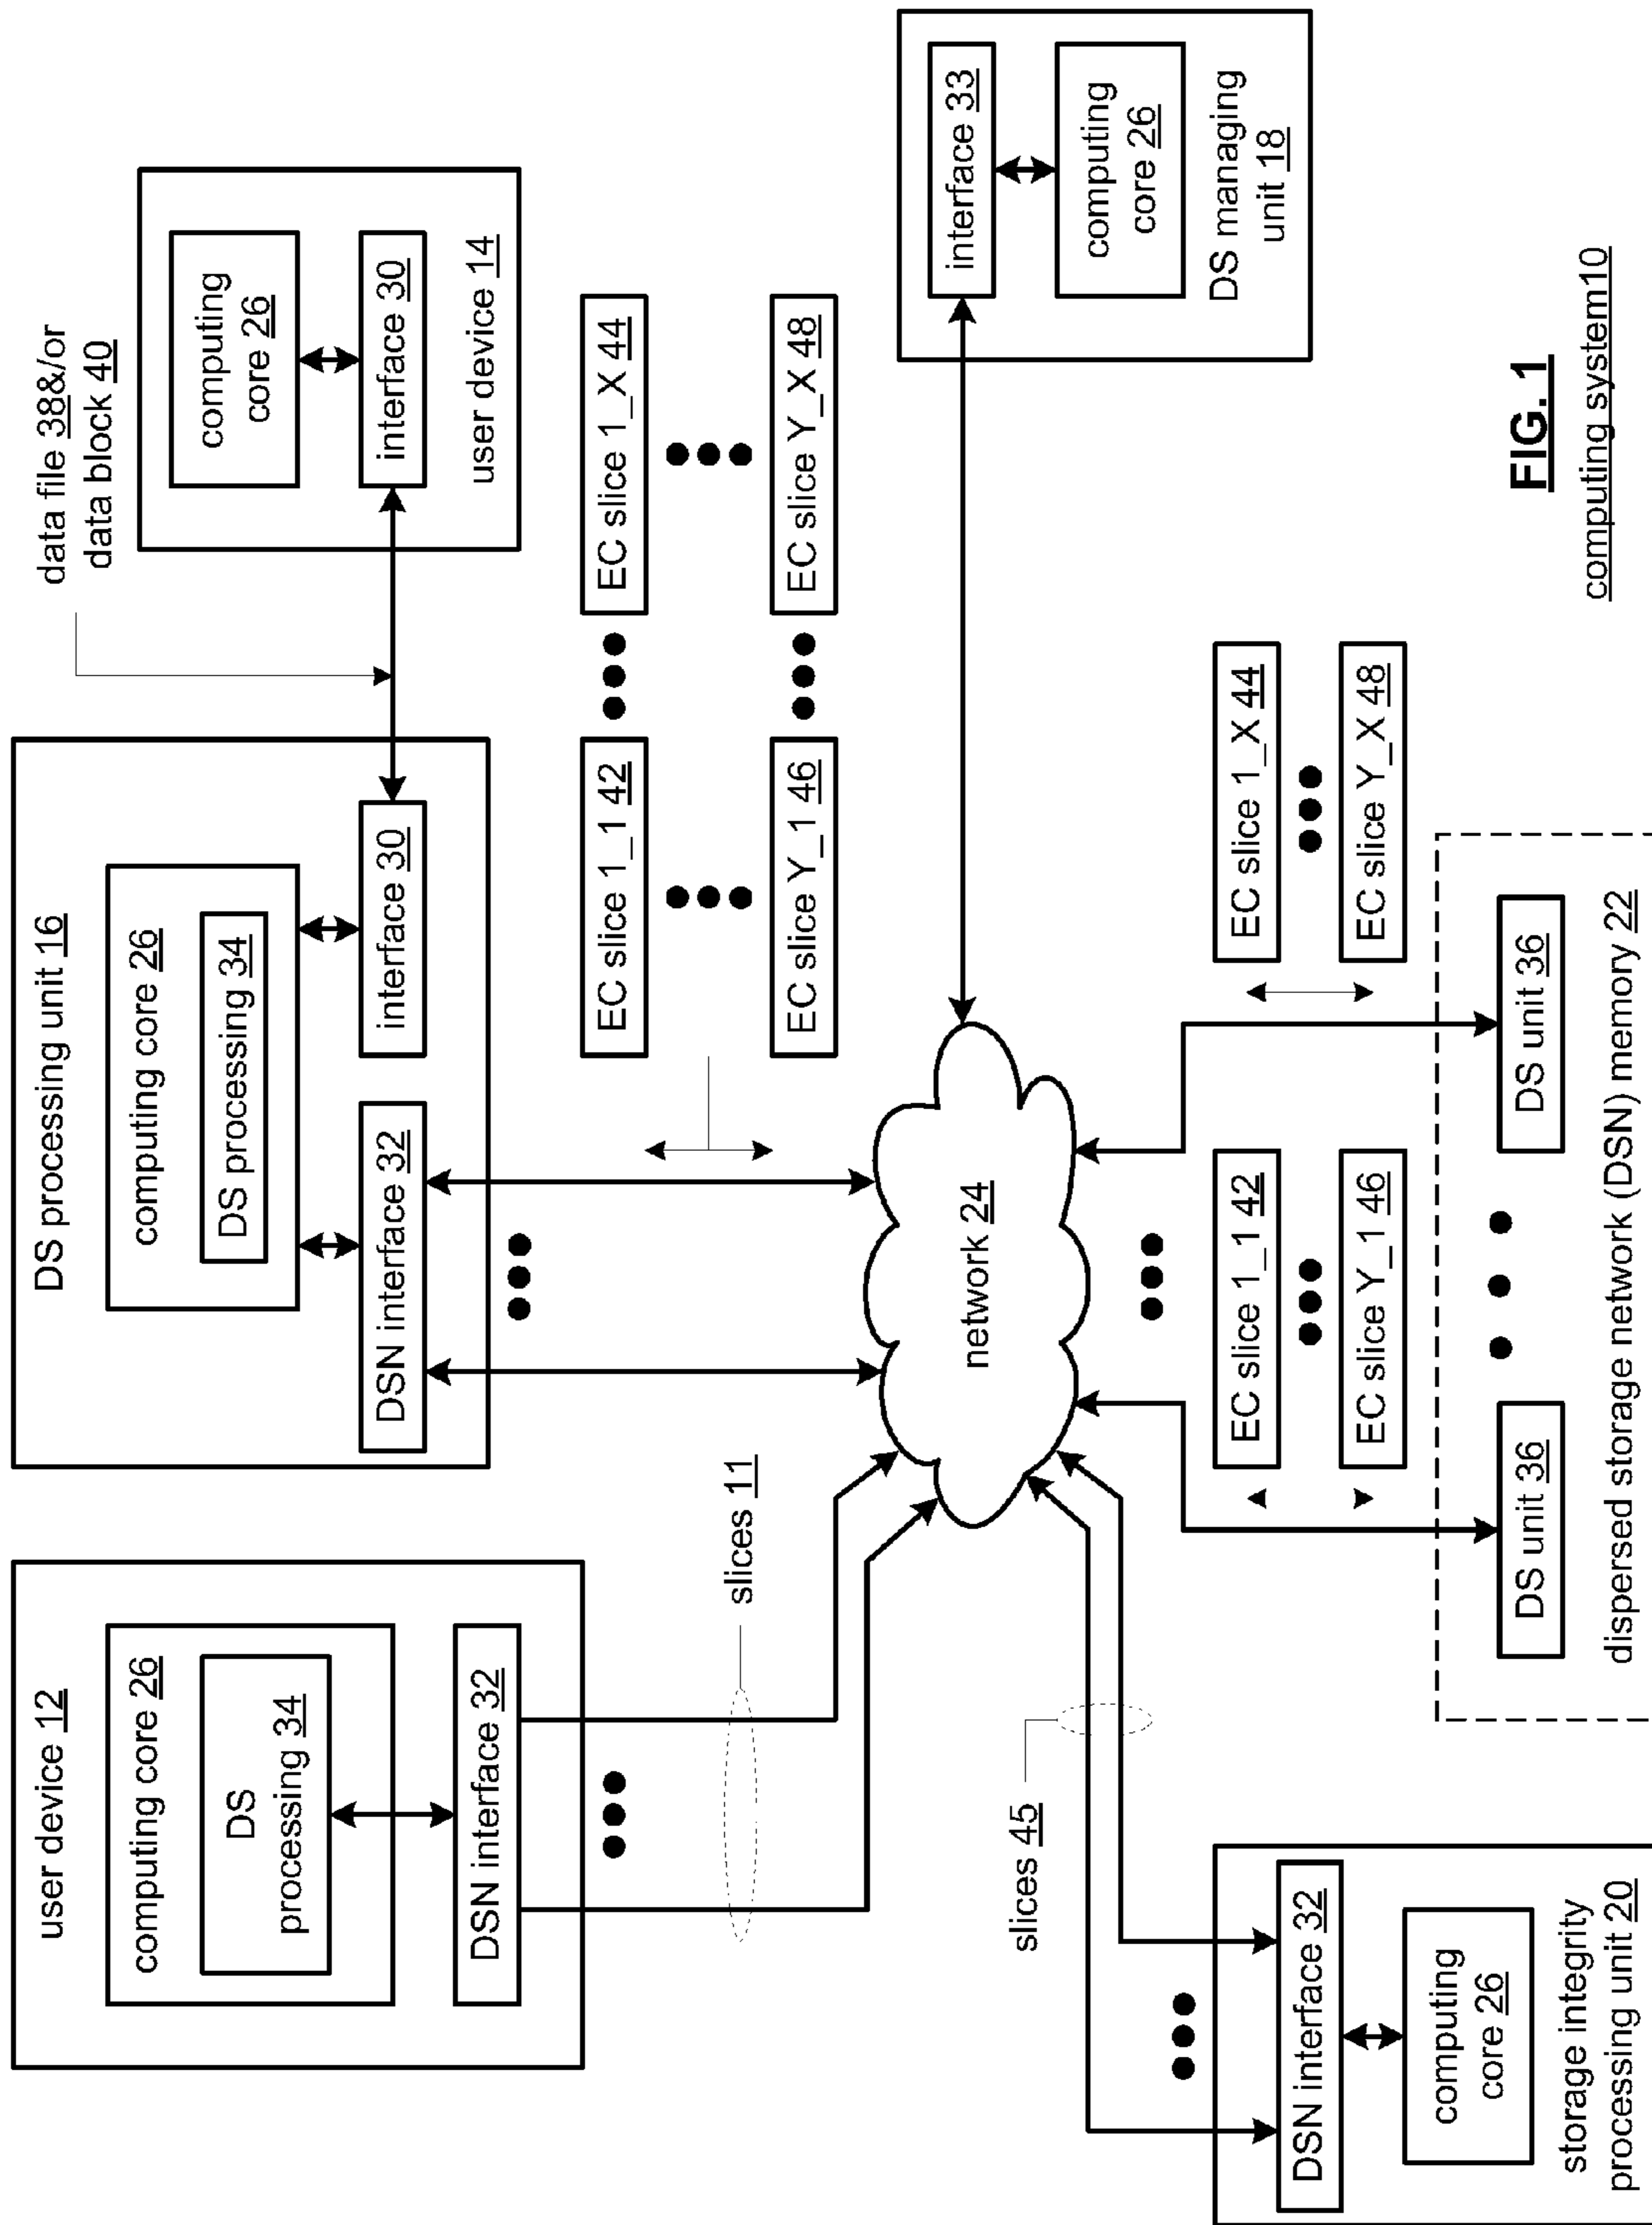 user device 12
computing core 26
DS
processing 34
DSN interface 32
slices 11
DS processing unit 16
computing core 26
DS processing 34
DSN interface 32
interface 30
data file 38&/or
data block 40
computing
core 26
interface 30
user device 14
EC slice 1_1 42
EC slice 1_X 44
EC slice Y_1 46
EC slice Y_X 48
network 24
interface 33
computing
core 26
DS managing
unit 18
slices 45
DSN interface 32
computing
core 26
storage integrity
processing unit 20
EC slice 1_1 42
EC slice Y_1 46
EC slice 1_X 44
EC slice Y_X 48
DS unit 36
DS unit 36
dispersed storage network (DSN) memory 22
FIG. 1
computing system10